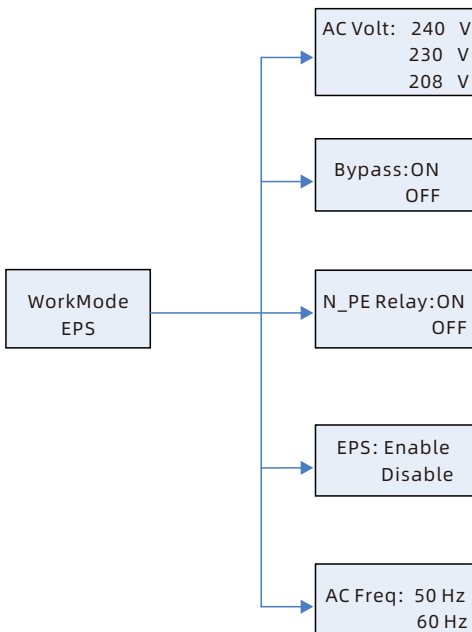 AC Volt: 240 V
230 V
208 V
Bypass:ON
OFF
WorkMode
EPS
N_PE Relay:ON
OFF
EPS: Enable
Disable
AC Freq: 50 Hz
60 Hz